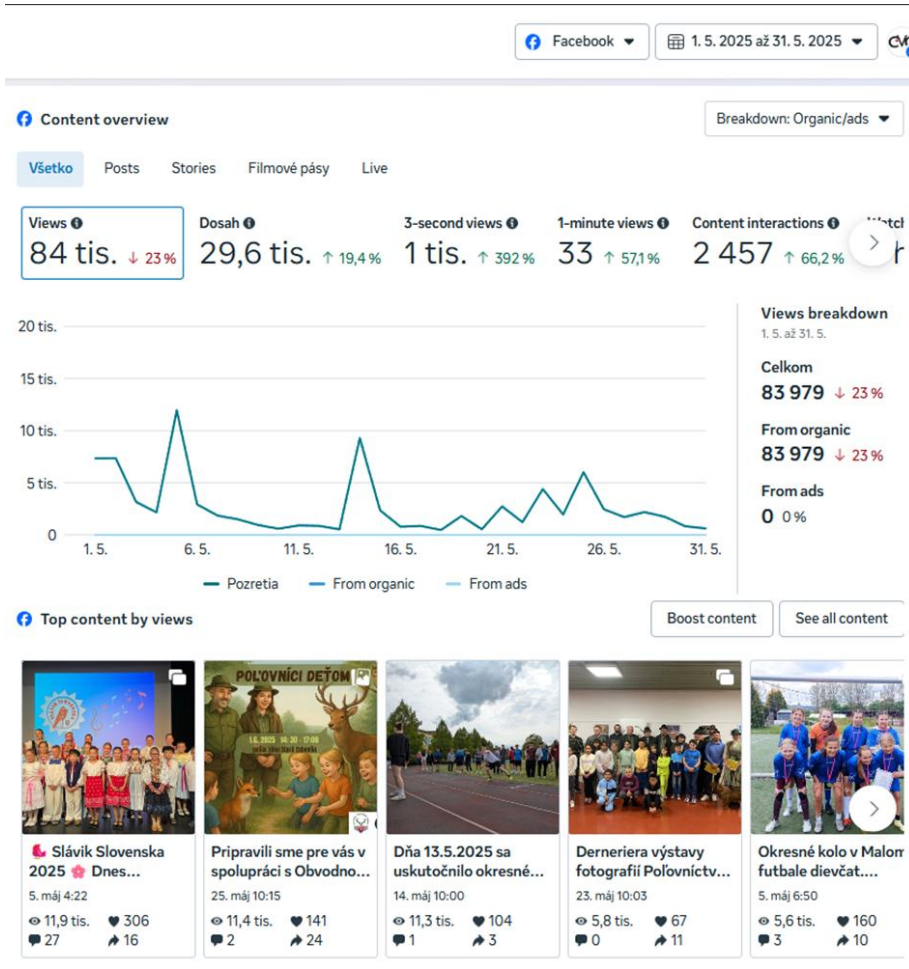 Facebook
1. 5. 2025 až 31. 5. 2025
Content overview
Breakdown: Organic/ads
Všetko Posts Stories Filmové pásy Live
Views Dosah 3-second views 1-minute views Content interactions
84 tis. ↓ 23 % 29,6 tis. ↑ 19,4 % 1 tis. ↑ 392 % 33 ↑ 57,1 % 2 457 ↑ 66,2 %
Views breakdown
1. 5. až 31. 5.
Celkom
83 979 ↓ 23 %
From organic
83 979 ↓ 23 %
From ads
0 0 %
20 tis.
15 tis.
10 tis.
5 tis.
0
1. 5. 6. 5. 11. 5. 16. 5. 21. 5. 26. 5. 31. 5.
Pozretia From organic From ads
Top content by views
Boost content See all content
POĽOVNÍCI DEŤOM
1.6. 2025 14:30 - 17:00
Slávik Slovenska
2025 Dnes...
5. máj 4:22
11,9 tis. 306
27 16
Pripravili sme pre vás v
spolupráci s Obvodno...
25. máj 10:15
11,4 tis. 141
2 24
Dňa 13.5.2025 sa
uskutočnilo okresné...
14. máj 10:00
11,3 tis. 104
1 3
Derneriera výstavy
fotografií Poľovníctv...
23. máj 10:03
5,8 tis. 67
0 11
Okresné kolo v Malom
futbale dievčat....
5. máj 6:50
5,6 tis. 160
3 10